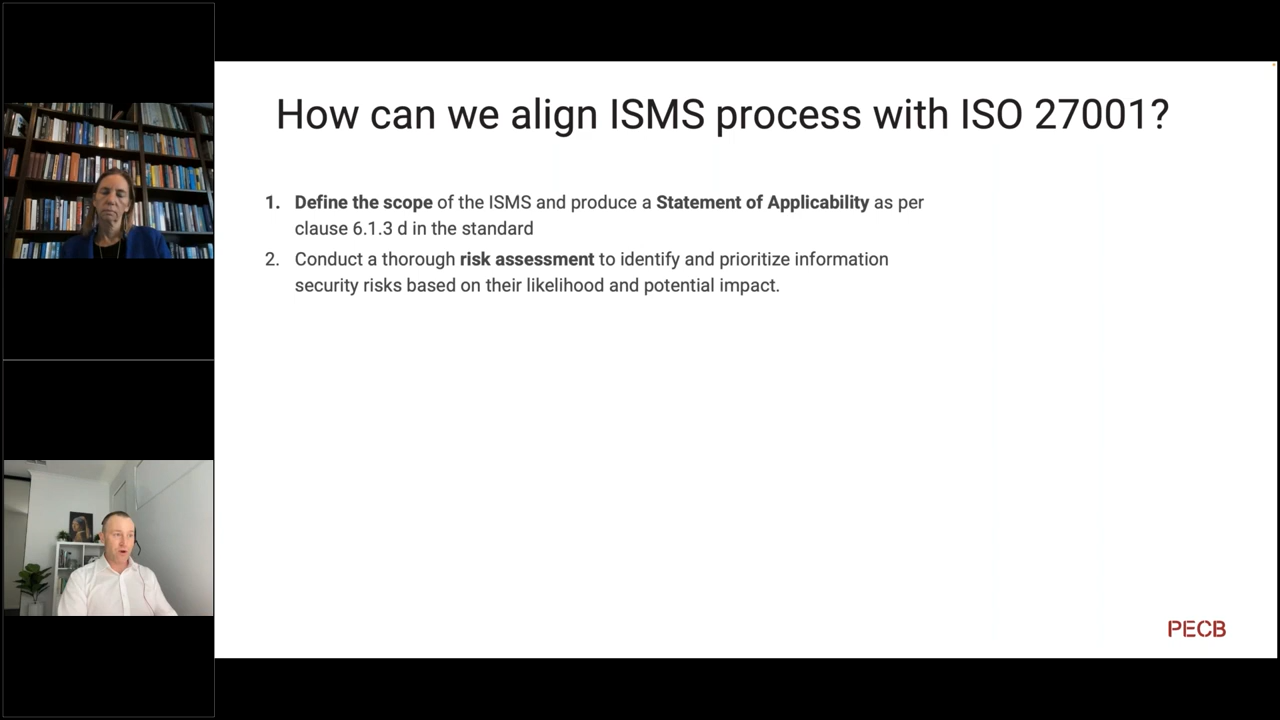 How can we align ISMS process with ISO 27001?
1. Define the scope of the ISMS and produce a Statement of Applicability as per
clause 6.1.3 d in the standard
2. Conduct a thorough risk assessment to identify and prioritize information
security risks based on their likelihood and potential impact.
PECB